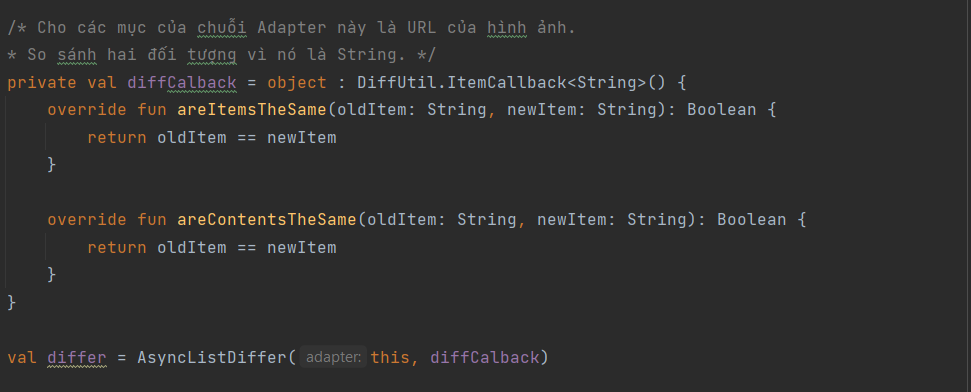 /* Cho các mục của chuỗi Adapter này là URL của hình ảnh.
* So sánh hai đối tượng vì nó là String. */
private val diffCalback = object : DiffUtil.ItemCallback<String>() {
override fun areItemsTheSame(oldItem: String, newItem: String): Boolean {
return oldItem == newItem
}
override fun areContentsTheSame(oldItem: String, newItem: String): Boolean {
return oldItem == newItem
}
}
val differ = AsyncListDiffer( adapter: this, diffCalback)